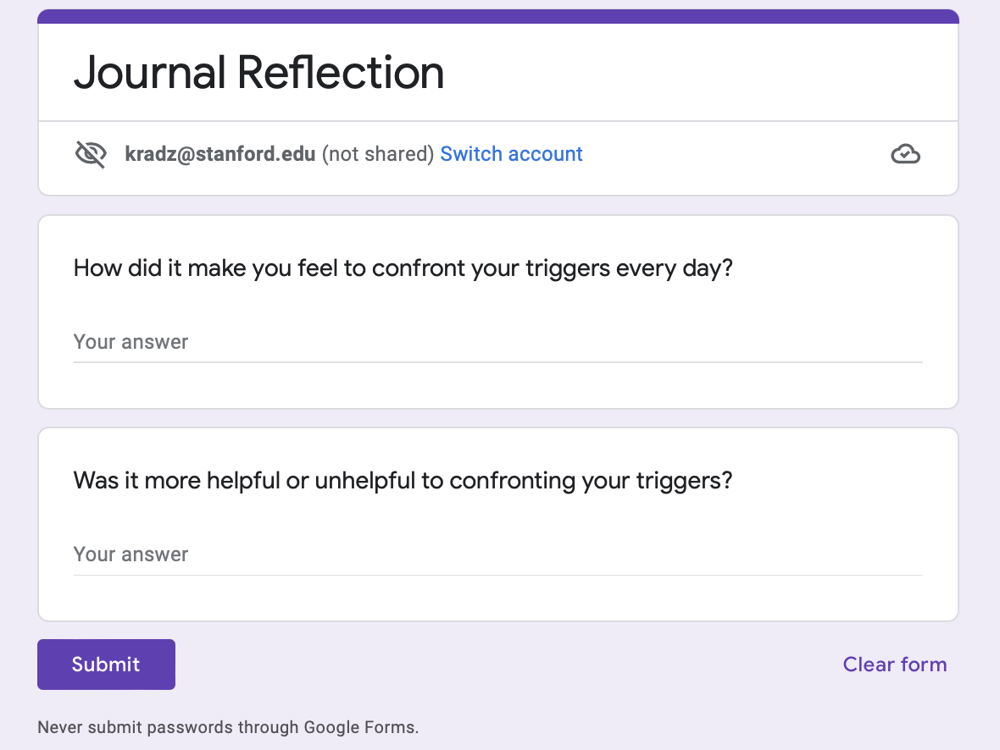 Journal Reflection
kradz@stanford.edu (not shared) Switch account
How did it make you feel to confront your triggers every day?
Your answer
Was it more helpful or unhelpful to confronting your triggers?
Your answer
Submit
Clear form
Never submit passwords through Google Forms.